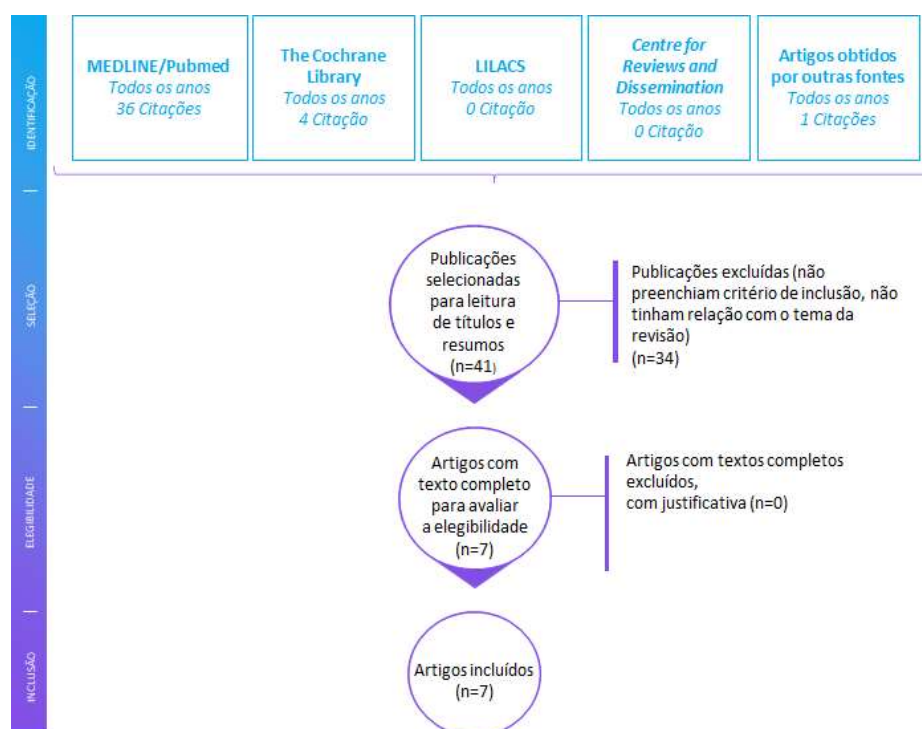 IDENTIFICAÇÃO
MEDLINE/Pubmed
Todos os anos
36 Citações
The Cochrane
Library
Todos os anos
4 Citação
LILACS
Todos os anos
0 Citação
Centre for
Reviews and
Dissemination
Todos os anos
0 Citação
Artigos obtidos
por outras fontes
Todos os anos
1 Citações
SELEÇÃO
Publicações
selecionadas
para leitura
de títulos e
resumos
(n=41)
Publicações excluídas (não
preenchiam critério de inclusão, não
tinham relação com o tema da
revisão)
(n=34)
ELEGIBILIDADE
Artigos com
texto completo
para avaliar
a elegibilidade
(n=7)
Artigos com textos completos
excluídos,
com justificativa (n=0)
INCLUSÃO
Artigos incluídos
(n=7)